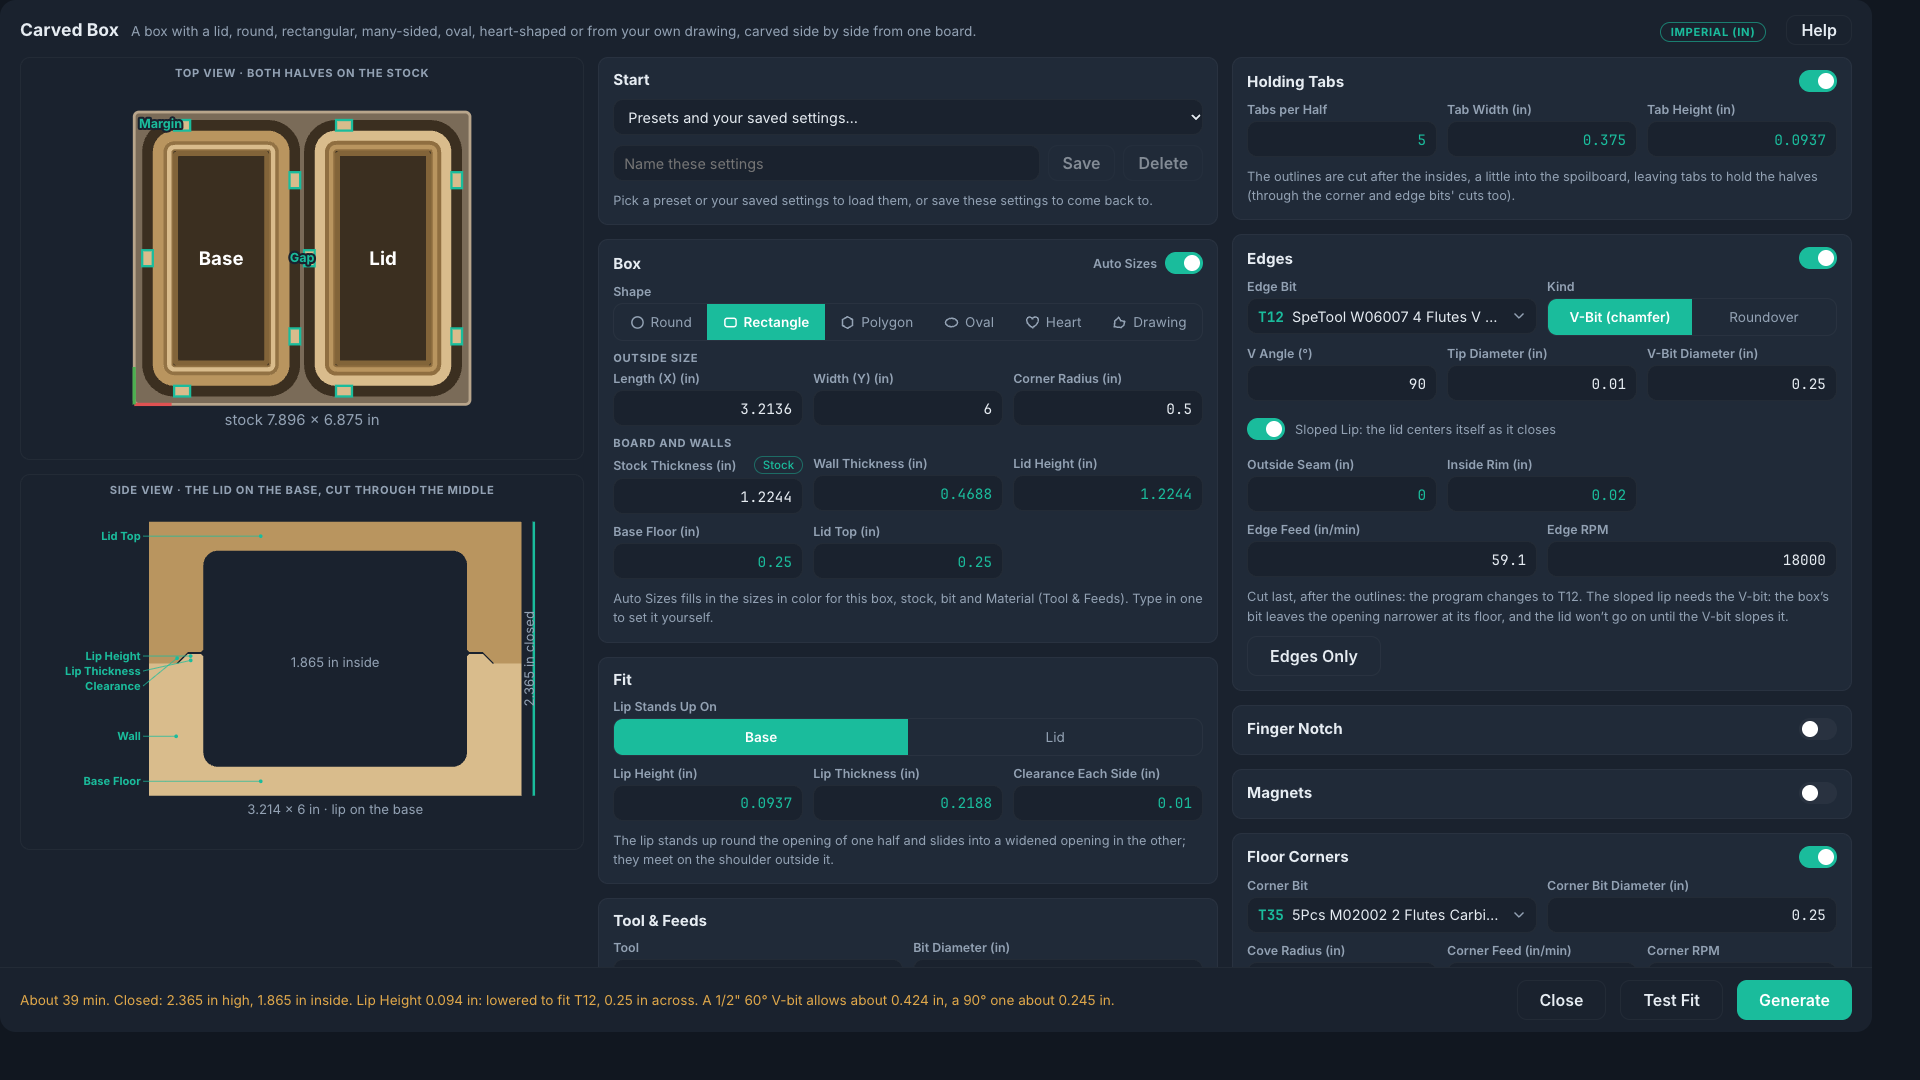 Carved Box A box with a lid, round, rectangular, many-sided, oval, heart-shaped or from your own drawing, carved side by side from one board.
IMPERIAL (IN)
Help
TOP VIEW · BOTH HALVES ON THE STOCK
Margin
Base
Gap
Lid
stock 7.896 × 6.875 in
SIDE VIEW · THE LID ON THE BASE, CUT THROUGH THE MIDDLE
Lid Top
Lip Height
Lip Thickness
Clearance
Wall
Base Floor
1.865 in inside
2.365 in closed
3.214 × 6 in · lip on the base
Start
Presets and your saved settings...
Name these settings
Save
Delete
Pick a preset or your saved settings to load them, or save these settings to come back to.
Box
Auto Sizes
Shape
Round Rectangle Polygon Oval Heart Drawing
OUTSIDE SIZE
Length (X) (in) Width (Y) (in) Corner Radius (in)
3.2136 6 0.5
BOARD AND WALLS
Stock Thickness (in) Stock Wall Thickness (in) Lid Height (in)
1.2244 0.4688 1.2244
Base Floor (in) Lid Top (in)
0.25 0.25
Auto Sizes fills in the sizes in color for this box, stock, bit and Material (Tool & Feeds). Type in one
to set it yourself.
Fit
Lip Stands Up On
Base Lid
Lip Height (in) Lip Thickness (in) Clearance Each Side (in)
0.0937 0.2188 0.01
The lip stands up round the opening of one half and slides into a widened opening in the other;
they meet on the shoulder outside it.
Tool & Feeds
Tool Bit Diameter (in)
Holding Tabs
Tabs per Half Tab Width (in) Tab Height (in)
5 0.375 0.0937
The outlines are cut after the insides, a little into the spoilboard, leaving tabs to hold the halves
(through the corner and edge bits' cuts too).
Edges
Edge Bit Kind
T12 SpeTool W06007 4 Flutes V ... V-Bit (chamfer) Roundover
V Angle (°) Tip Diameter (in) V-Bit Diameter (in)
90 0.01 0.25
Sloped Lip: the lid centers itself as it closes
Outside Seam (in) Inside Rim (in)
0 0.02
Edge Feed (in/min) Edge RPM
59.1 18000
Cut last, after the outlines: the program changes to T12. The sloped lip needs the V-bit: the box's
bit leaves the opening narrower at its floor, and the lid won't go on until the V-bit slopes it.
Edges Only
Finger Notch
Magnets
Floor Corners
Corner Bit Corner Bit Diameter (in)
T35 5Pcs M02002 2 Flutes Carbi... 0.25
Cove Radius (in) Corner Feed (in/min) Corner RPM
About 39 min. Closed: 2.365 in high, 1.865 in inside. Lip Height 0.094 in: lowered to fit T12, 0.25 in across. A 1/2" 60° V-bit allows about 0.424 in, a 90° one about 0.245 in.
Close
Test Fit
Generate